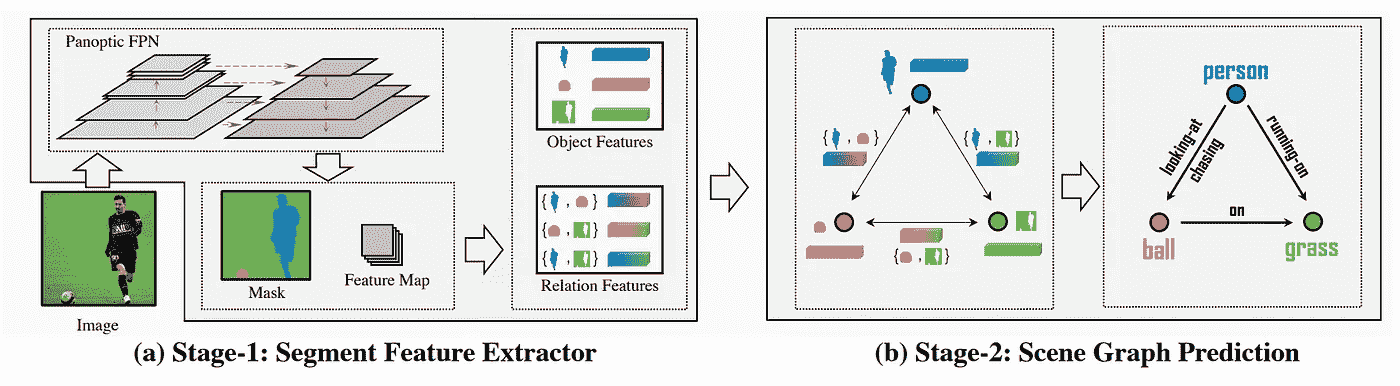 Panoptic FPN
Image
Mask
Feature Map
Object Features
{ , }
{ , }
{ , }
Relation Features
(a) Stage-1: Segment Feature Extractor
{ , }
{ , }
{ , }
person
looking-at
chasing
running-on
on
ball
grass
(b) Stage-2: Scene Graph Prediction